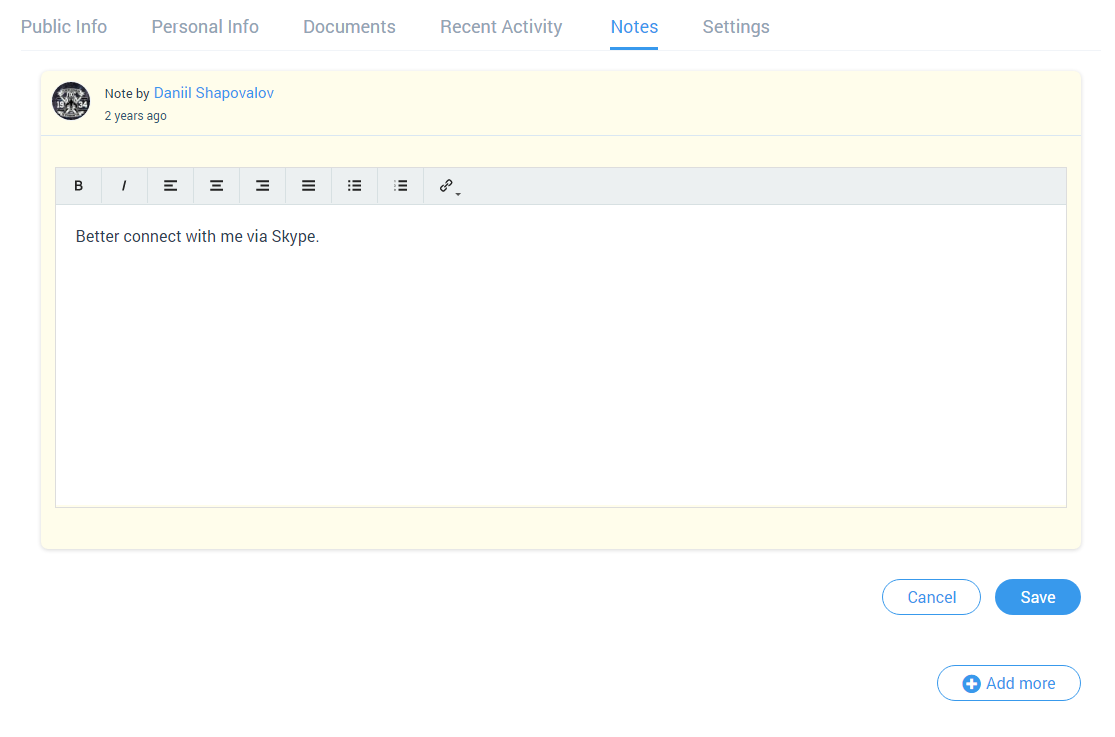 Public Info Personal Info Documents Recent Activity Notes Settings
Note by Daniil Shapovalov
2 years ago
B I
Better connect with me via Skype.
Cancel Save
Add more